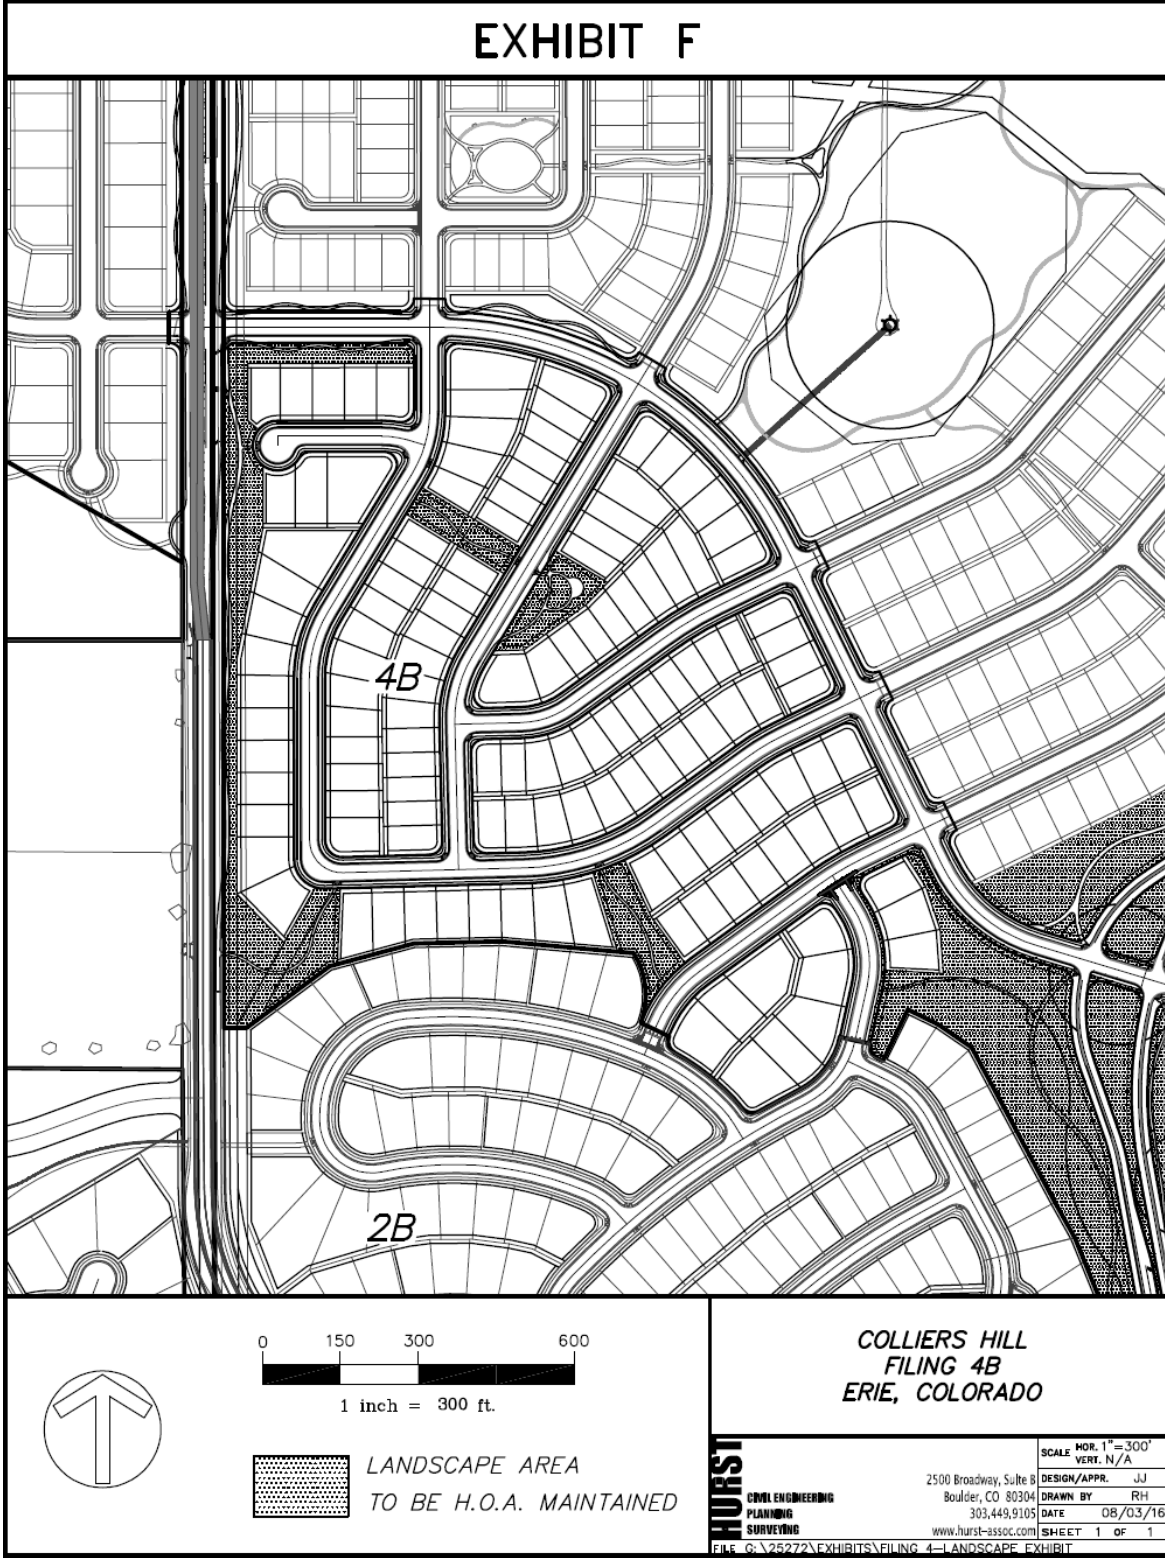 EXHIBIT F
4B
2B
0 150 300 600
1 inch = 300 ft.
LANDSCAPE AREA
TO BE H.O.A. MAINTAINED
COLLIERS HILL
FILING 4B
ERIE, COLORADO
HURST
CIVIL ENGINEERING
PLANNING
SURVEYING
2500 Broadway, Suite B
Boulder, CO 80304
303.449.9105
www.hurst-assoc.com
SCALE HOR. 1"=300'
VERT. N/A
DESIGN/APPR. JJ
DRAWN BY RH
DATE 08/03/16
SHEET 1 OF 1
FILE G:\25272\EXHIBITS\FILING 4-LANDSCAPE EXHIBIT